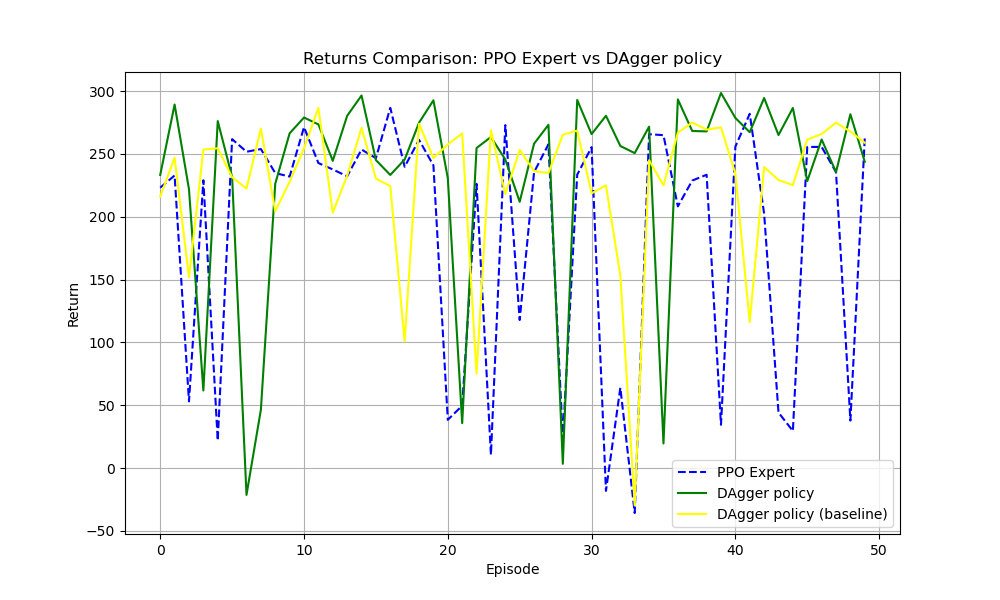 Returns Comparison: PPO Expert vs DAgger policy
300
250
200
150
100
50
0
−50
Return
0 10 20 30 40 50
Episode
PPO Expert
DAgger policy
DAgger policy (baseline)